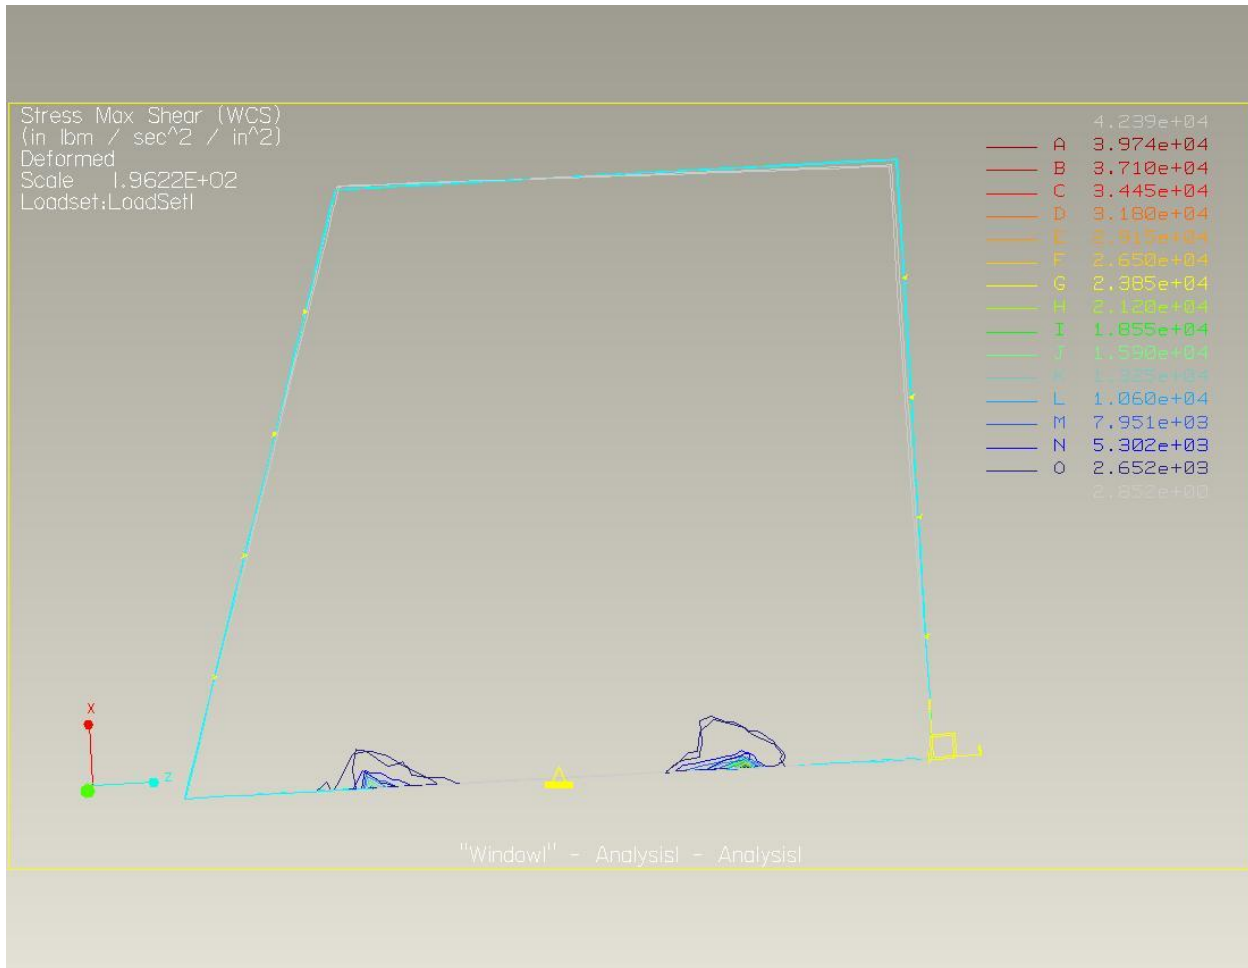 Stress Max Shear (WCS)
(in lbm / sec^2 / in^2)
Deformed
Scale 1.9622E+02
Loadset:LoadSet1
4.239e+04
A 3.974e+04
B 3.710e+04
C 3.445e+04
D 3.180e+04
E 2.915e+04
F 2.650e+04
G 2.385e+04
H 2.120e+04
I 1.855e+04
J 1.590e+04
K 1.325e+04
L 1.060e+04
M 7.951e+03
N 5.302e+03
O 2.652e+03
2.852e+00
X
Z
"Window1" - Analysis1 - Analysis1